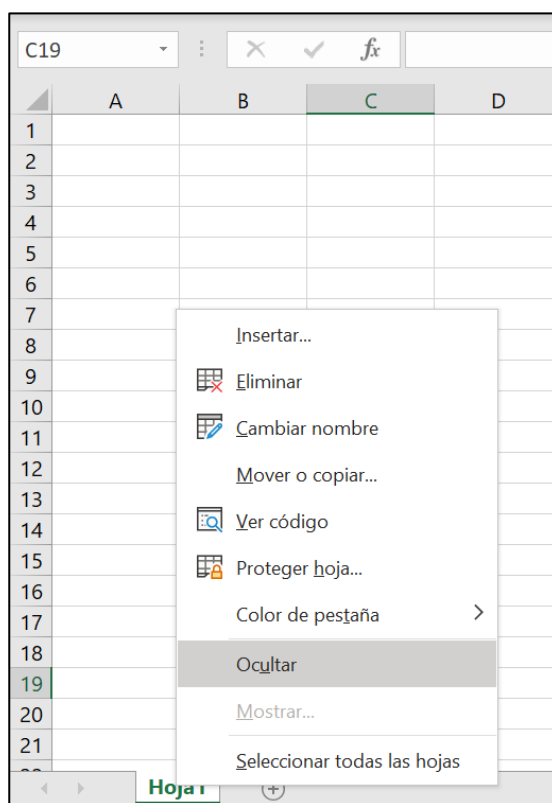 C19 fx
A B C D
1
2
3
4
5
6
7
8
9
10
11
12
13
14
15
16
17
18
19
20
21
Insertar...
Eliminar
Cambiar nombre
Mover o copiar...
Ver código
Proteger hoja...
Color de pestaña
Ocultar
Mostrar...
Seleccionar todas las hojas
Hoja1